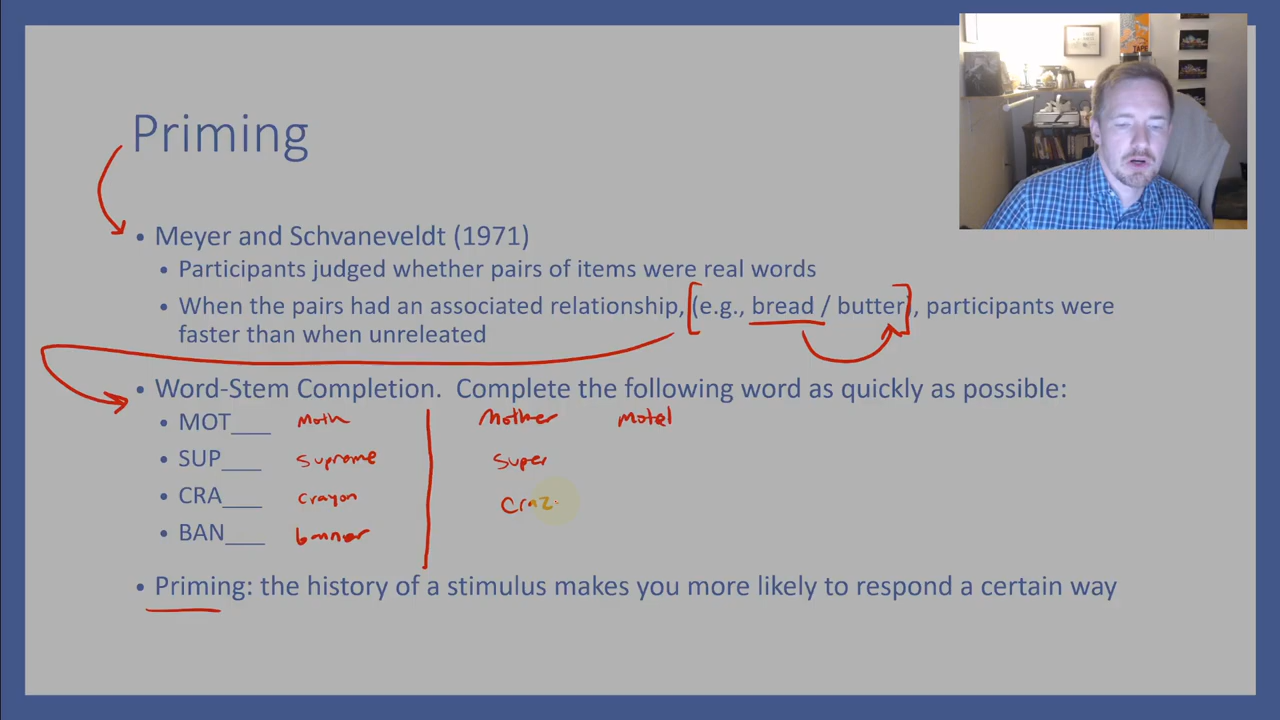 Priming
• Meyer and Schvaneveldt (1971)
• Participants judged whether pairs of items were real words
• When the pairs had an associated relationship, (e.g., bread / butter), participants were
faster than when unreleated
• Word-Stem Completion. Complete the following word as quickly as possible:
• MOT___ Moth Mother Motel
• SUP___ Supreme Super
• CRA___ Crayon Craz
• BAN___ banner
• Priming: the history of a stimulus makes you more likely to respond a certain way
TAPE